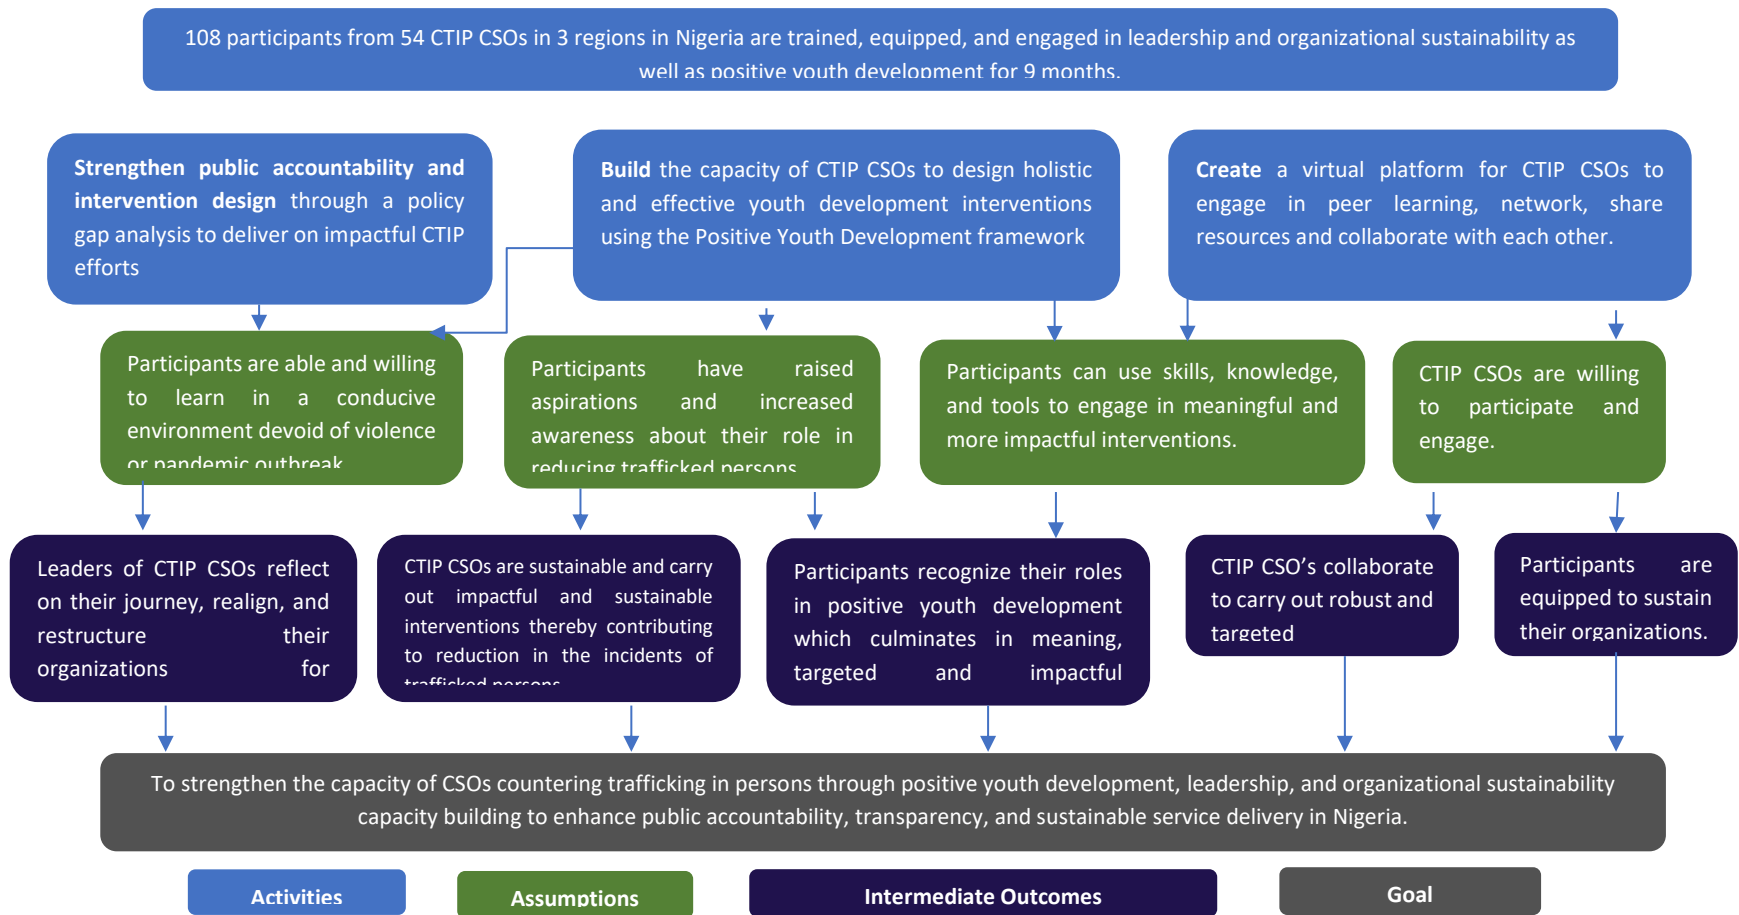 108 participants from 54 CTIP CSOs in 3 regions in Nigeria are trained, equipped, and engaged in leadership and organizational sustainability as
well as positive youth development for 9 months.
Strengthen public accountability and
intervention design through a policy
gap analysis to deliver on impactful CTIP
efforts
Build the capacity of CTIP CSOs to design holistic
and effective youth development interventions
using the Positive Youth Development framework
Create a virtual platform for CTIP CSOs to
engage in peer learning, network, share
resources and collaborate with each other.
Participants are able and willing
to learn in a conducive
environment devoid of violence
or pandemic outbreak
Participants have raised
aspirations and increased
awareness about their role in
reducing trafficked persons
Participants can use skills, knowledge,
and tools to engage in meaningful and
more impactful interventions.
CTIP CSOs are willing
to participate and
engage.
Leaders of CTIP CSOs reflect
on their journey, realign, and
restructure their
organizations for
CTIP CSOs are sustainable and carry
out impactful and sustainable
interventions thereby contributing
to reduction in the incidents of
trafficked persons
Participants recognize their roles
in positive youth development
which culminates in meaning,
targeted and impactful
CTIP CSO's collaborate
to carry out robust and
targeted
Participants are
equipped to sustain
their organizations.
To strengthen the capacity of CSOs countering trafficking in persons through positive youth development, leadership, and organizational sustainability
capacity building to enhance public accountability, transparency, and sustainable service delivery in Nigeria.
Activities
Assumptions
Intermediate Outcomes
Goal